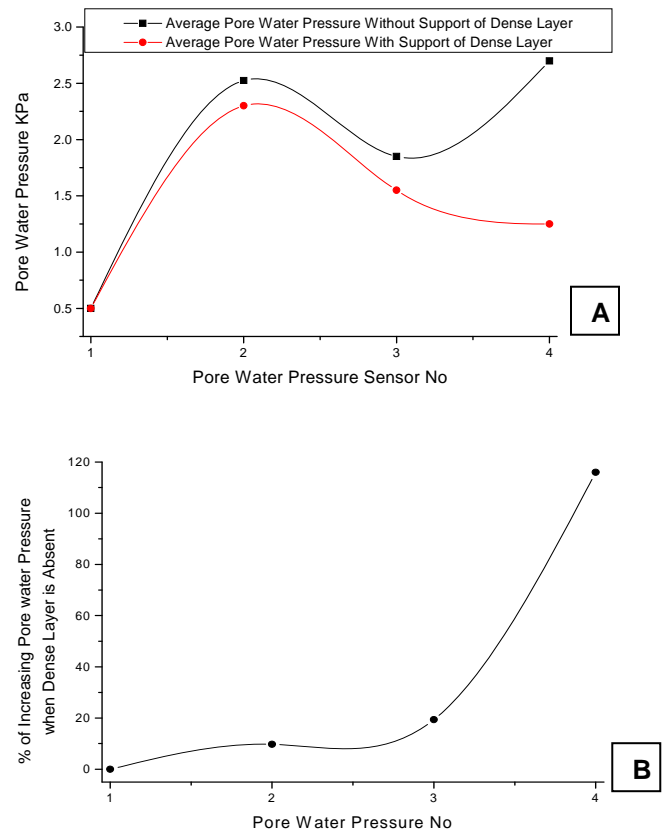 Average Pore Water Pressure Without Support of Dense Layer
Average Pore Water Pressure With Support of Dense Layer
3.0
2.5
2.0
1.5
1.0
0.5
Pore Water Pressure KPa
1
2
3
4
Pore Water Pressure Sensor No
A
120
100
80
60
40
20
0
% of Increasing Pore water Pressure
when Dense Layer is Absent
1
2
3
4
Pore Water Pressure No
B